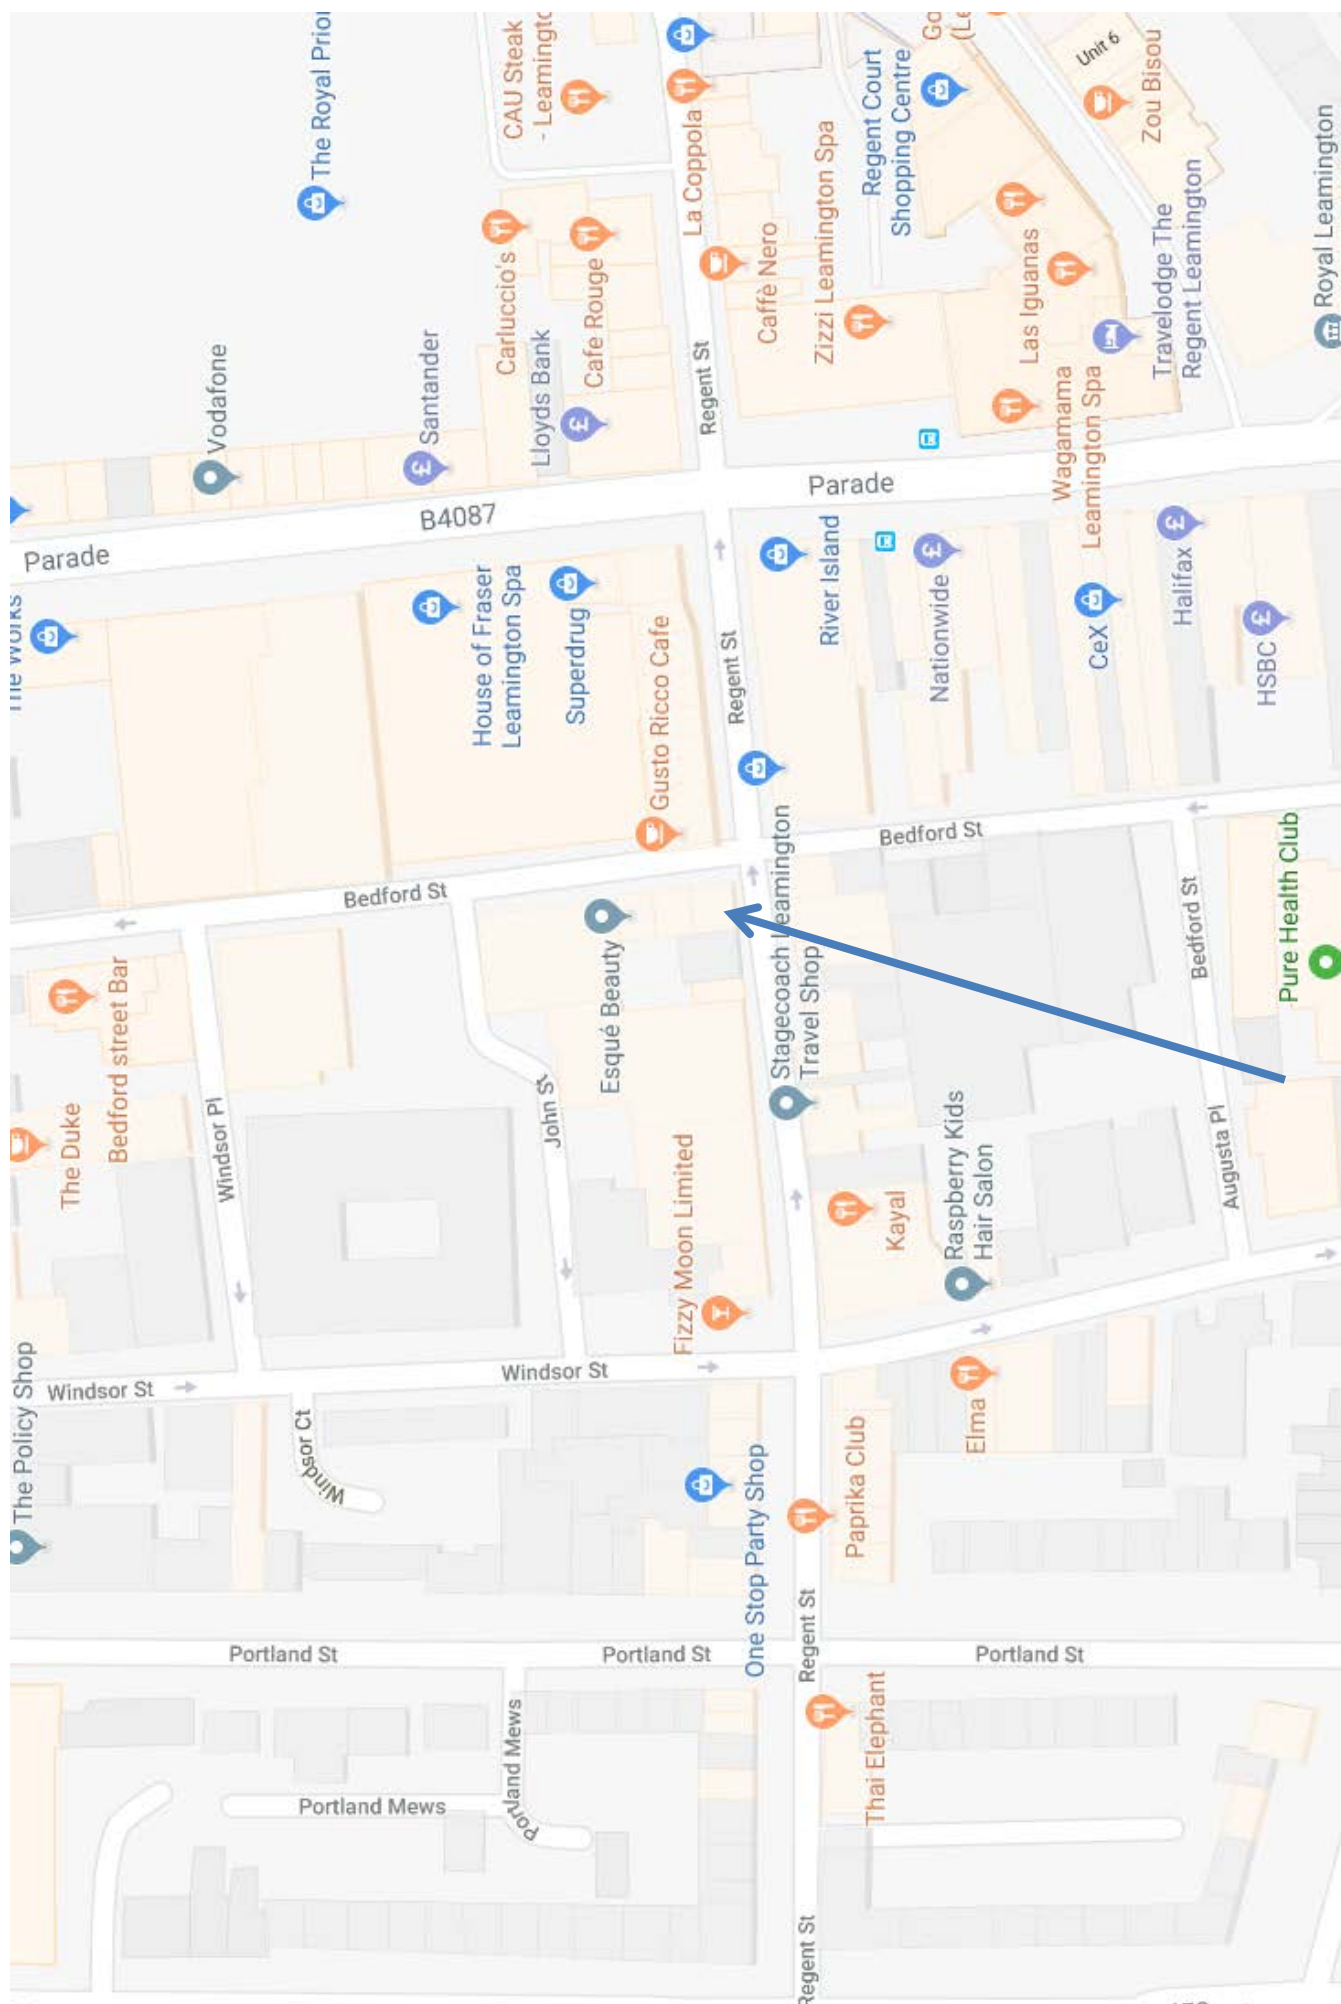 The Royal Prior
CAU Steak
- Leamingto
La Coppola
Regent Court
Shopping Centre
Go
(Le
Unit 6
Zou Bisou
Royal Leamington
Travelodge The
Regent Leamington
Las Iguanas
Wagamama
Leamington Spa
Zizzi Leamington Spa
Caffè Nero
Carluccio's
Cafe Rouge
Lloyds Bank
Santander
Vodafone
Regent St
Parade
B4087
Parade
The Works
House of Fraser
Leamington Spa
Superdrug
Gusto Ricco Cafe
Regent St
River Island
Nationwide
CeX
Halifax
HSBC
Bedford St
Bedford St
Bedford St
Pure Health Club
Stagecoach Leamington
Travel Shop
Esqué Beauty
Bedford street Bar
The Duke
Windsor Pl
John St
Fizzy Moon Limited
Kayal
Raspberry Kids
Hair Salon
Augusta Pl
The Policy Shop
Windsor St
Windsor St
Windsor Ct
One Stop Party Shop
Paprika Club
Elma
Portland St
Portland St
Regent St
Portland St
Portland Mews
Portland Mews
Thai Elephant
Regent St